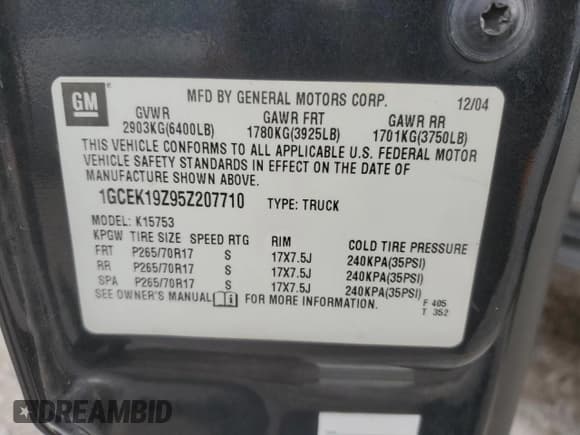 GM
MFD BY GENERAL MOTORS CORP. 12/04
GVWR GAWR FRT GAWR RR
2903KG(6400LB) 1780KG(3925LB) 1701KG(3750LB)
THIS VEHICLE CONFORMS TO ALL APPLICABLE U.S. FEDERAL MOTOR
VEHICLE SAFETY STANDARDS IN EFFECT ON THE DATE OF
MANUFACTURE SHOWN ABOVE.
1GCEK19Z95Z207710 TYPE: TRUCK
MODEL: K15753
KPGW TIRE SIZE SPEED RTG RIM COLD TIRE PRESSURE
FRT P265/70R17 S 17X7.5J 240KPA(35PSI)
RR P265/70R17 S 17X7.5J 240KPA(35PSI)
SPA P265/70R17 S 17X7.5J 240KPA(35PSI)
SEE OWNER'S MANUAL i FOR MORE INFORMATION.
F 405
T 352
DREAMBID